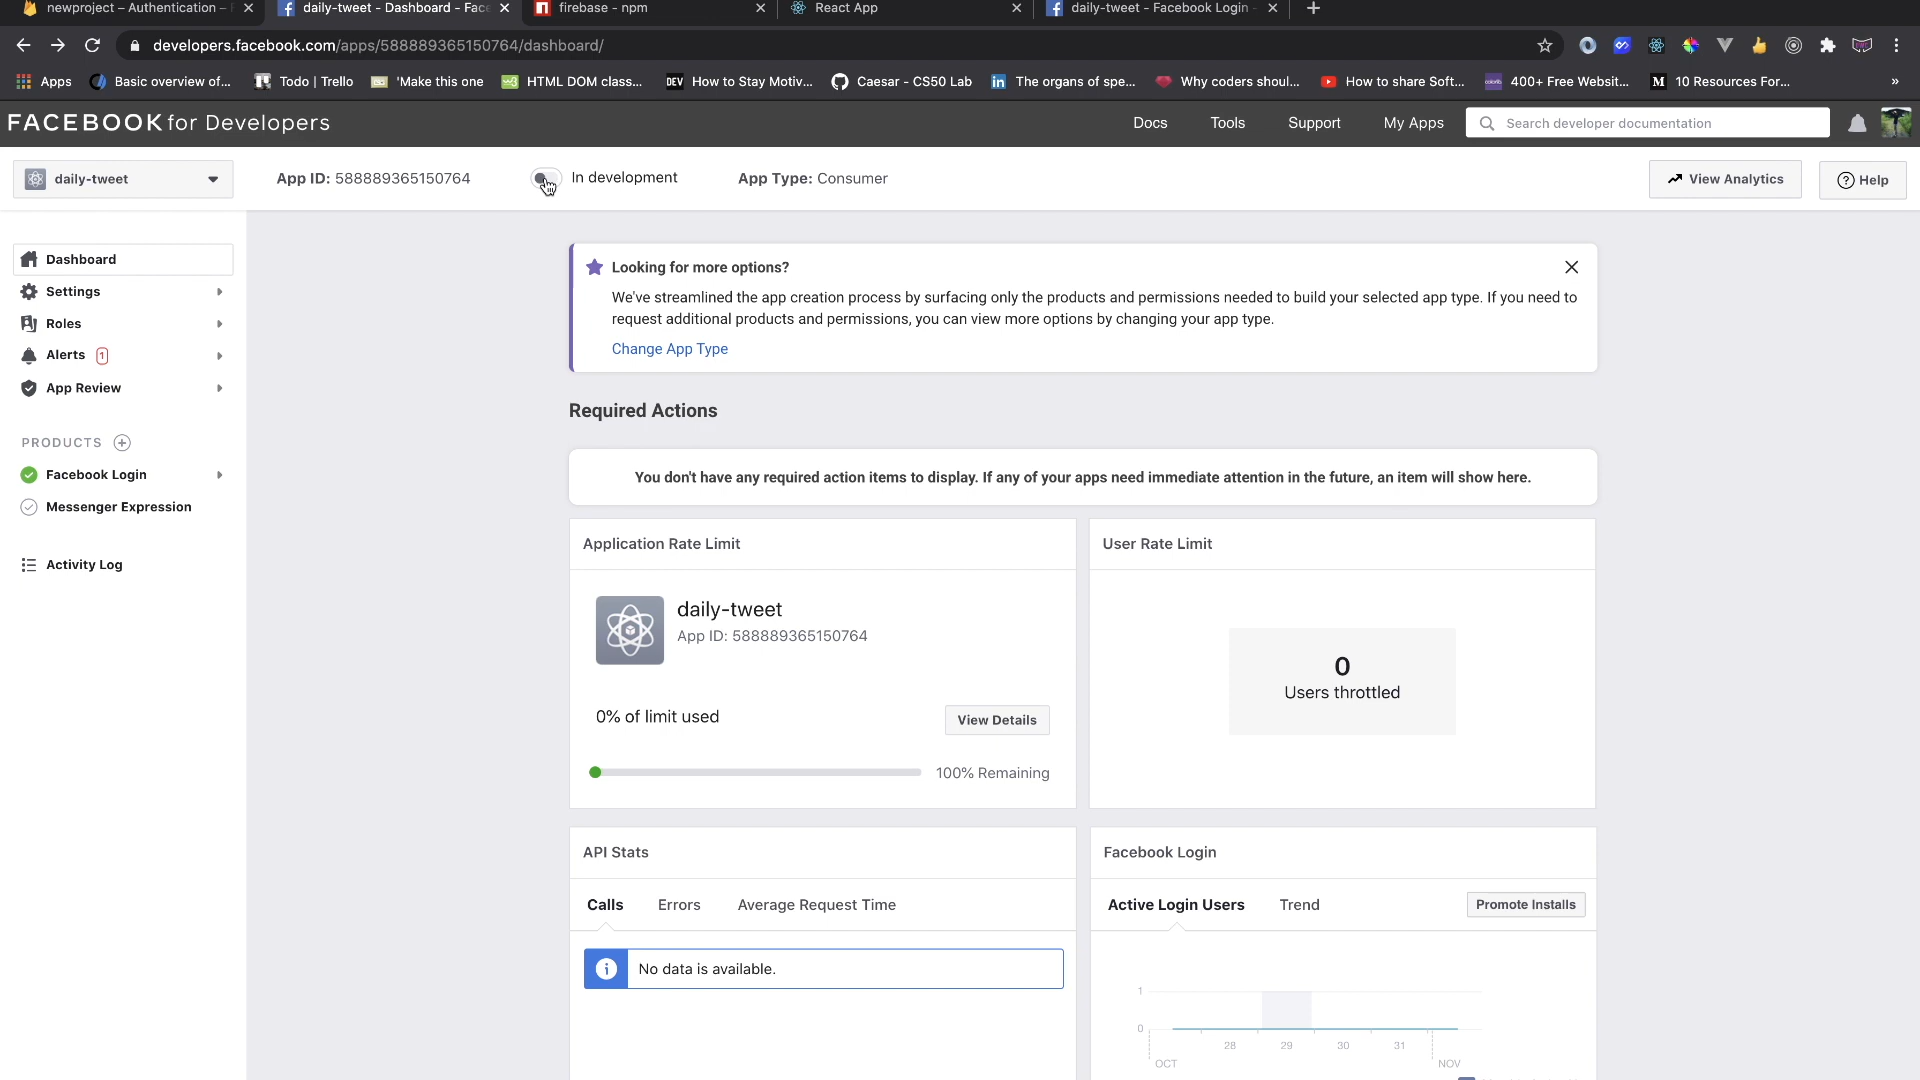 newproject – Authentication – F
daily-tweet - Dashboard - Face
firebase - npm
React App
daily-tweet - Facebook Login -
developers.facebook.com/apps/588889365150764/dashboard/
Apps
Basic overview of...
Todo | Trello
'Make this one
HTML DOM class...
DEV How to Stay Motiv...
Caesar - CS50 Lab
The organs of spe...
Why coders shoul...
How to share Soft...
400+ Free Websit...
10 Resources For...
»
FACEBOOK for Developers
Docs
Tools
Support
My Apps
Search developer documentation
daily-tweet
App ID: 588889365150764
In development
App Type: Consumer
View Analytics
Help
Dashboard
Settings
Roles
Alerts 1
App Review
PRODUCTS
Facebook Login
Messenger Expression
Activity Log
Looking for more options?
We've streamlined the app creation process by surfacing only the products and permissions needed to build your selected app type. If you need to
request additional products and permissions, you can view more options by changing your app type.
Change App Type
Required Actions
You don't have any required action items to display. If any of your apps need immediate attention in the future, an item will show here.
Application Rate Limit
daily-tweet
App ID: 588889365150764
0% of limit used
View Details
100% Remaining
User Rate Limit
0
Users throttled
API Stats
Calls
Errors
Average Request Time
No data is available.
Facebook Login
Active Login Users
Trend
Promote Installs
1
0
28
29
30
31
OCT
NOV